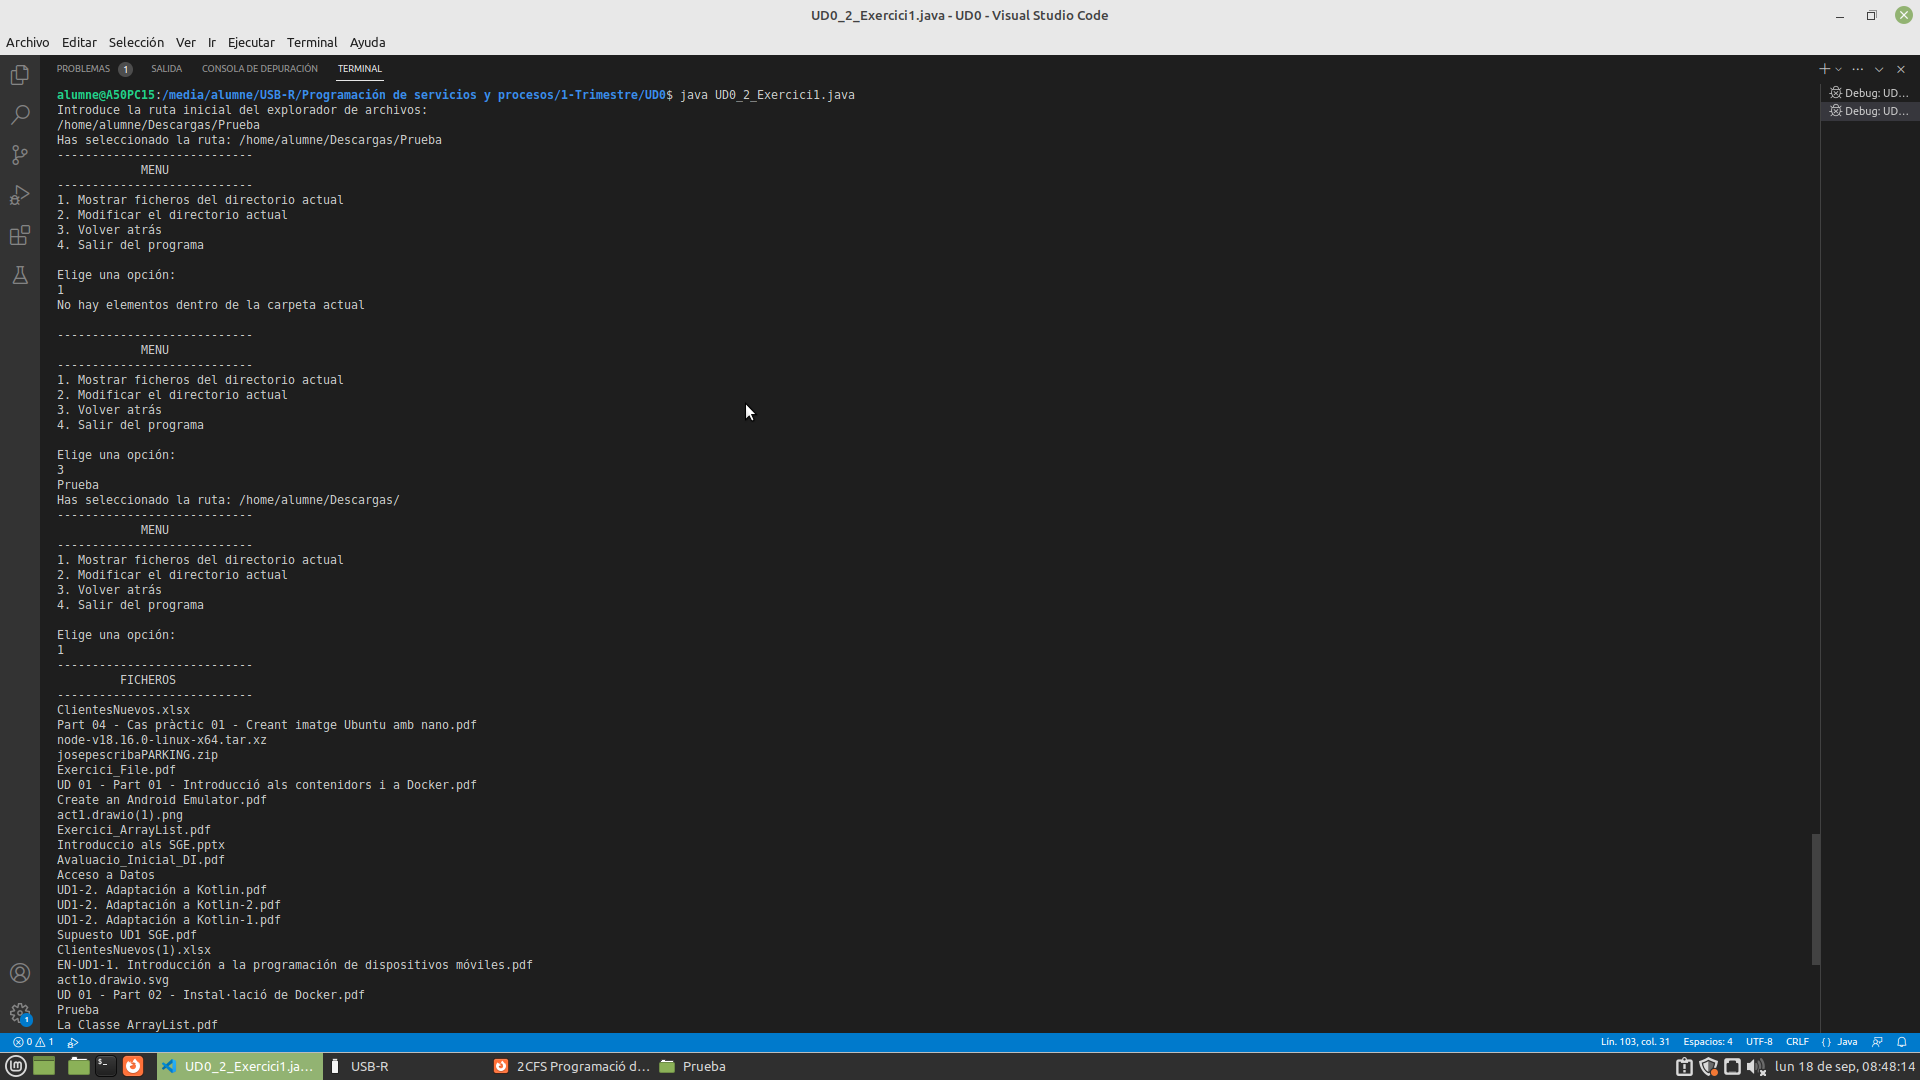 UD0_2_Exercici1.java - UD0 - Visual Studio Code
Archivo Editar Selección Ver Ir Ejecutar Terminal Ayuda
PROBLEMAS 1 SALIDA CONSOLA DE DEPURACIÓN TERMINAL
alumne@A50PC15:/media/alumne/USB-R/Programación de servicios y procesos/1-Trimestre/UD0$ java UD0_2_Exercici1.java
Debug: UD...
Introduce la ruta inicial del explorador de archivos:
Debug: UD...
/home/alumne/Descargas/Prueba
Has seleccionado la ruta: /home/alumne/Descargas/Prueba
----------------------------
MENU
----------------------------
1. Mostrar ficheros del directorio actual
2. Modificar el directorio actual
3. Volver atrás
4. Salir del programa
Elige una opción:
1
No hay elementos dentro de la carpeta actual
----------------------------
MENU
----------------------------
1. Mostrar ficheros del directorio actual
2. Modificar el directorio actual
3. Volver atrás
4. Salir del programa
Elige una opción:
3
Prueba
Has seleccionado la ruta: /home/alumne/Descargas/
----------------------------
MENU
----------------------------
1. Mostrar ficheros del directorio actual
2. Modificar el directorio actual
3. Volver atrás
4. Salir del programa
Elige una opción:
1
----------------------------
FICHEROS
----------------------------
ClientesNuevos.xlsx
Part 04 - Cas pràctic 01 - Creant imatge Ubuntu amb nano.pdf
node-v18.16.0-linux-x64.tar.xz
josepescribaPARKING.zip
Exercici_File.pdf
UD 01 - Part 01 - Introducció als contenidors i a Docker.pdf
Create an Android Emulator.pdf
act1.drawio(1).png
Exercici_ArrayList.pdf
Introduccio als SGE.pptx
Avaluacio_Inicial_DI.pdf
Acceso a Datos
UD1-2. Adaptación a Kotlin.pdf
UD1-2. Adaptación a Kotlin-2.pdf
UD1-2. Adaptación a Kotlin-1.pdf
Supuesto UD1 SGE.pdf
ClientesNuevos(1).xlsx
EN-UD1-1. Introducción a la programación de dispositivos móviles.pdf
act1o.drawio.svg
UD 01 - Part 02 - Instal·lació de Docker.pdf
Prueba
La Classe ArrayList.pdf
1
0 1 Lín. 103, col. 31 Espacios: 4 UTF-8 CRLF {} Java
UD0_2_Exercici1.ja... USB-R 2CFS Programació d... Prueba lun 18 de sep, 08:48:14